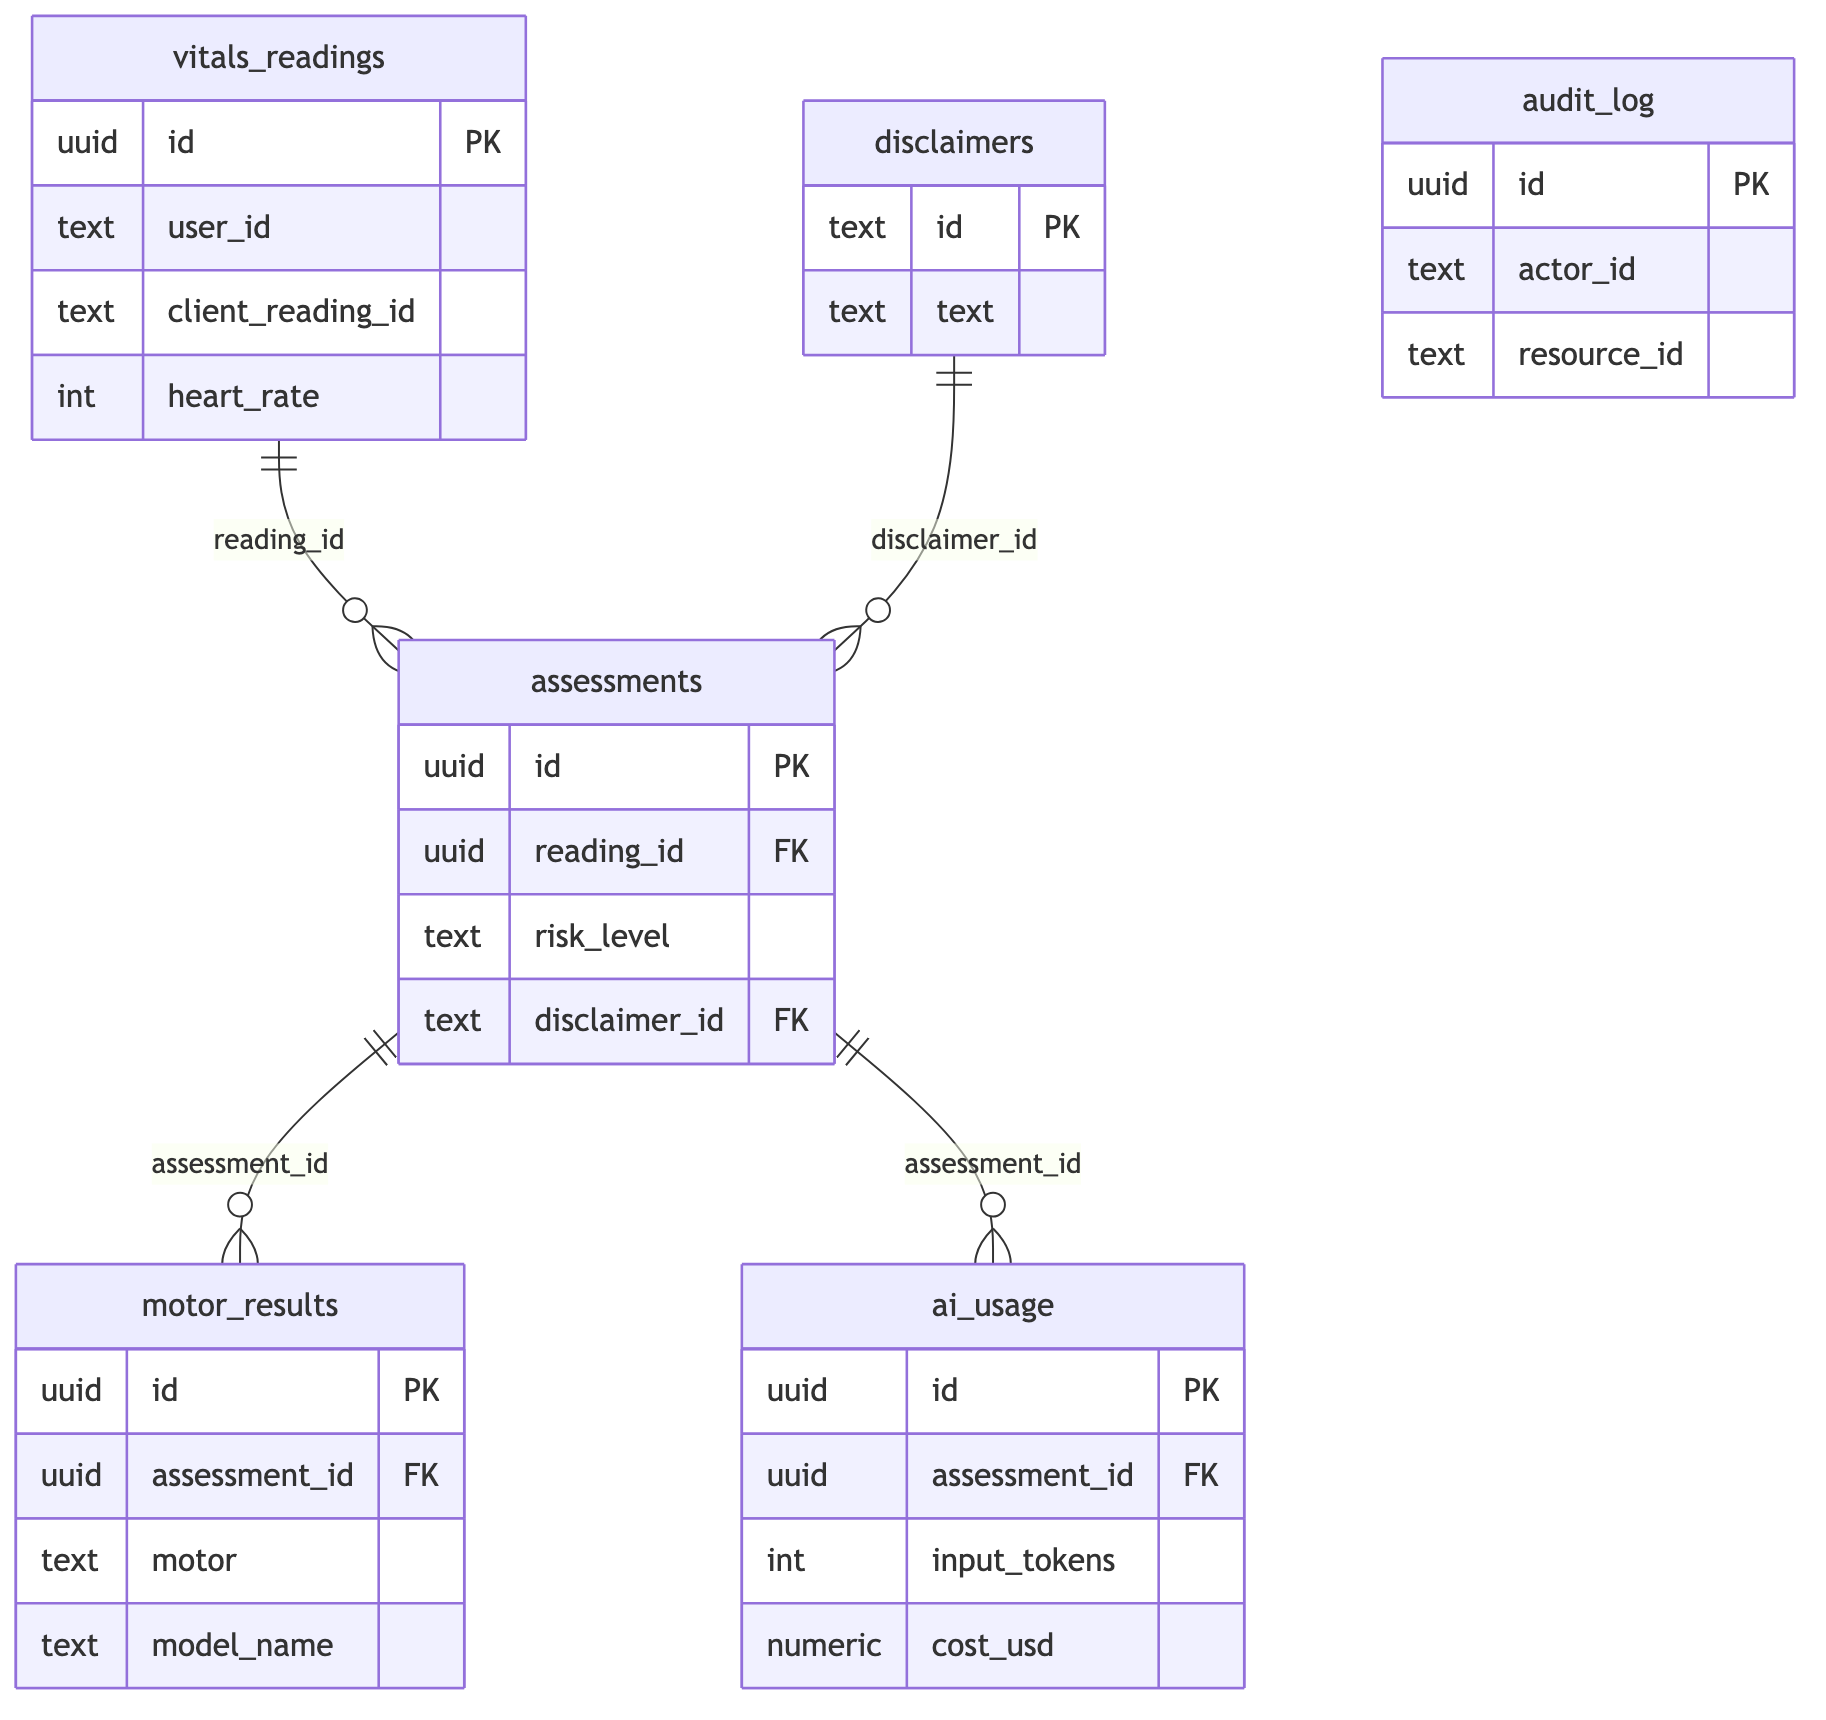 vitals_readings
uuid id PK
text user_id
text client_reading_id
int heart_rate
disclaimers
text id PK
text text
audit_log
uuid id PK
text actor_id
text resource_id
reading_id
disclaimer_id
assessments
uuid id PK
uuid reading_id FK
text risk_level
text disclaimer_id FK
assessment_id
assessment_id
motor_results
uuid id PK
uuid assessment_id FK
text motor
text model_name
ai_usage
uuid id PK
uuid assessment_id FK
int input_tokens
numeric cost_usd